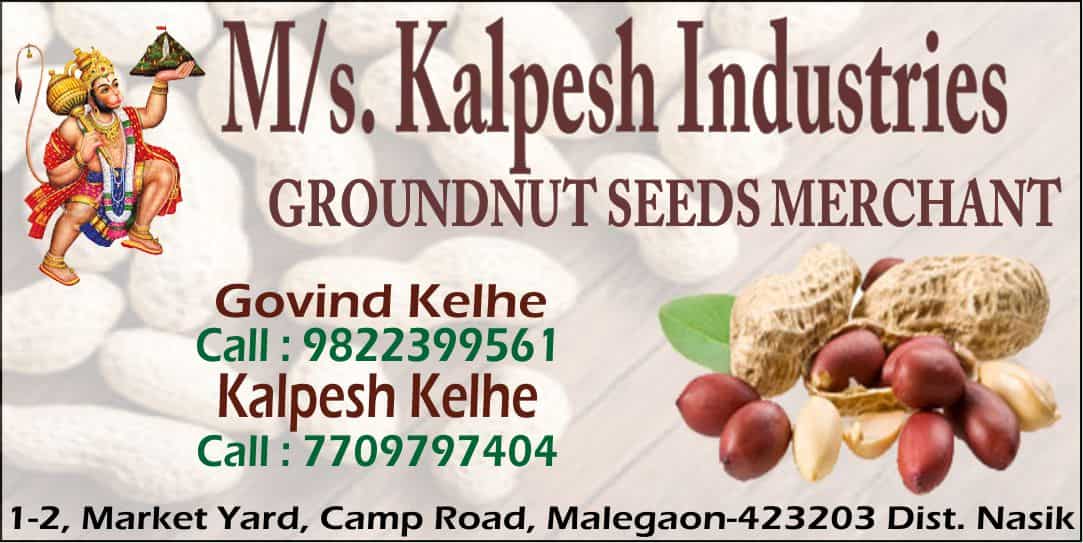 M/s. Kalpesh Industries
GROUNDNUT SEEDS MERCHANT
Govind Kelhe
Call : 9822399561
Kalpesh Kelhe
Call : 7709797404
1-2, Market Yard, Camp Road, Malegaon-423203 Dist. Nasik